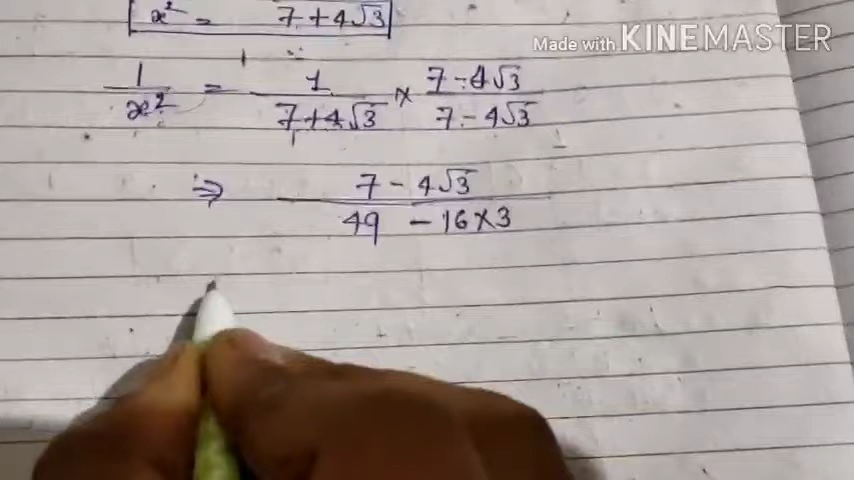 x² = 7+4√3
Made with KINEMASTER
1/x² = 1/7+4√3 × 7-4√3/7-4√3
⇒ 7-4√3/49-16×3